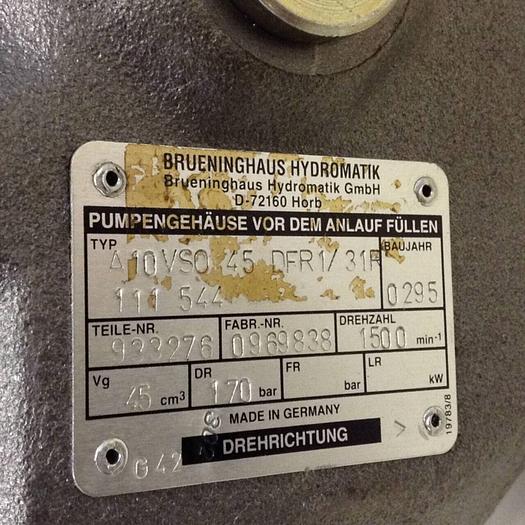 BRUENINGHAUS HYDROMATIK
Brueninghaus Hydromatik GmbH
D-72160 Horb
PUMPENGEHÄUSE VOR DEM ANLAUF FÜLLEN
TYP BAUJAHR
A10VSO 45 DFR1/31R
111 544 0295
TEILE-NR. FABR.-NR. DREHZAHL
933276 0969838 1500 min-1
Vg 45 cm³ DR 170 bar FR bar LR kW
MADE IN GERMANY
DREHRICHTUNG >
G42
19783/8